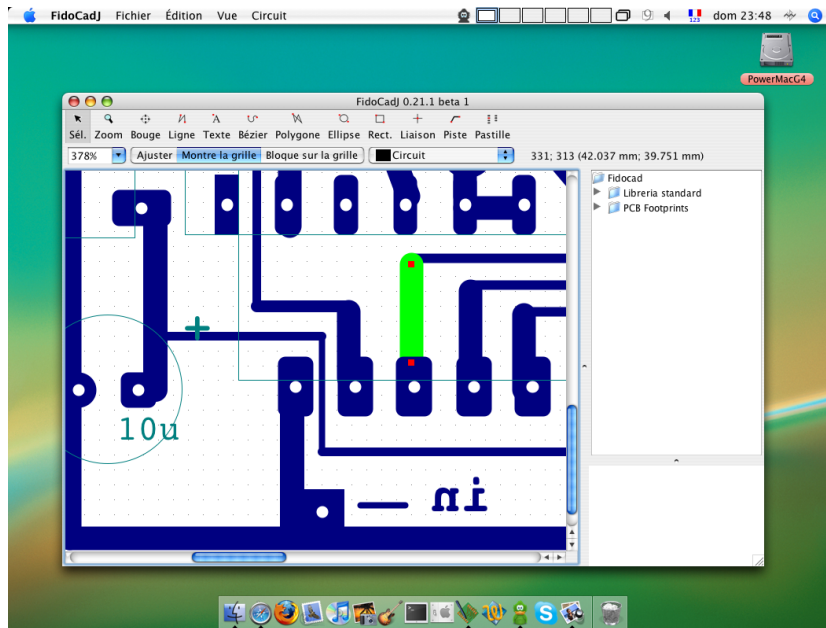 FidoCadJ Fichier Édition Vue Circuit dom 23:48
123
PowerMacG4
FidoCadJ 0.21.1 beta 1
Sél. Zoom Bouge Ligne Texte Bézier Polygone Ellipse Rect. Liaison Piste Pastille
378% Ajuster Montre la grille Bloque sur la grille Circuit 331; 313 (42.037 mm; 39.751 mm)
Fidocad
Libreria standard
PCB Footprints
+
10u